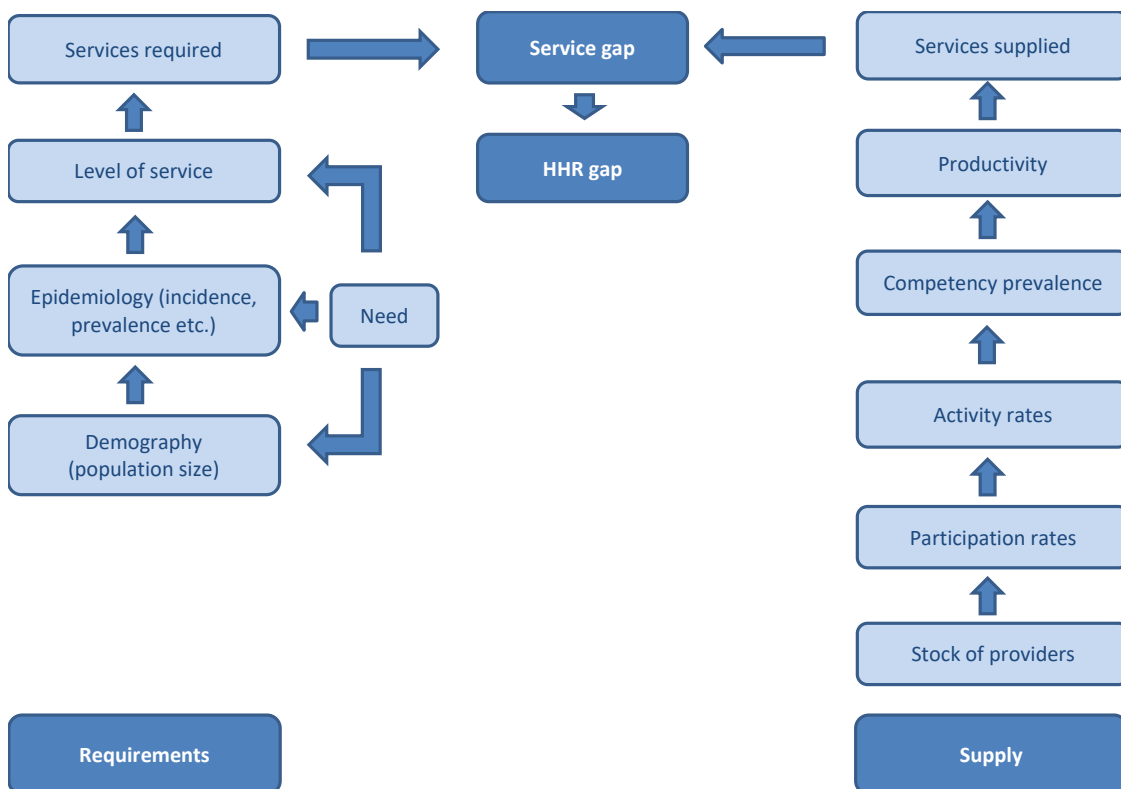 Services required
Service gap
Services supplied
Level of service
HHR gap
Productivity
Epidemiology (incidence,
prevalence etc.)
Need
Competency prevalence
Demography
(population size)
Activity rates
Participation rates
Stock of providers
Requirements
Supply